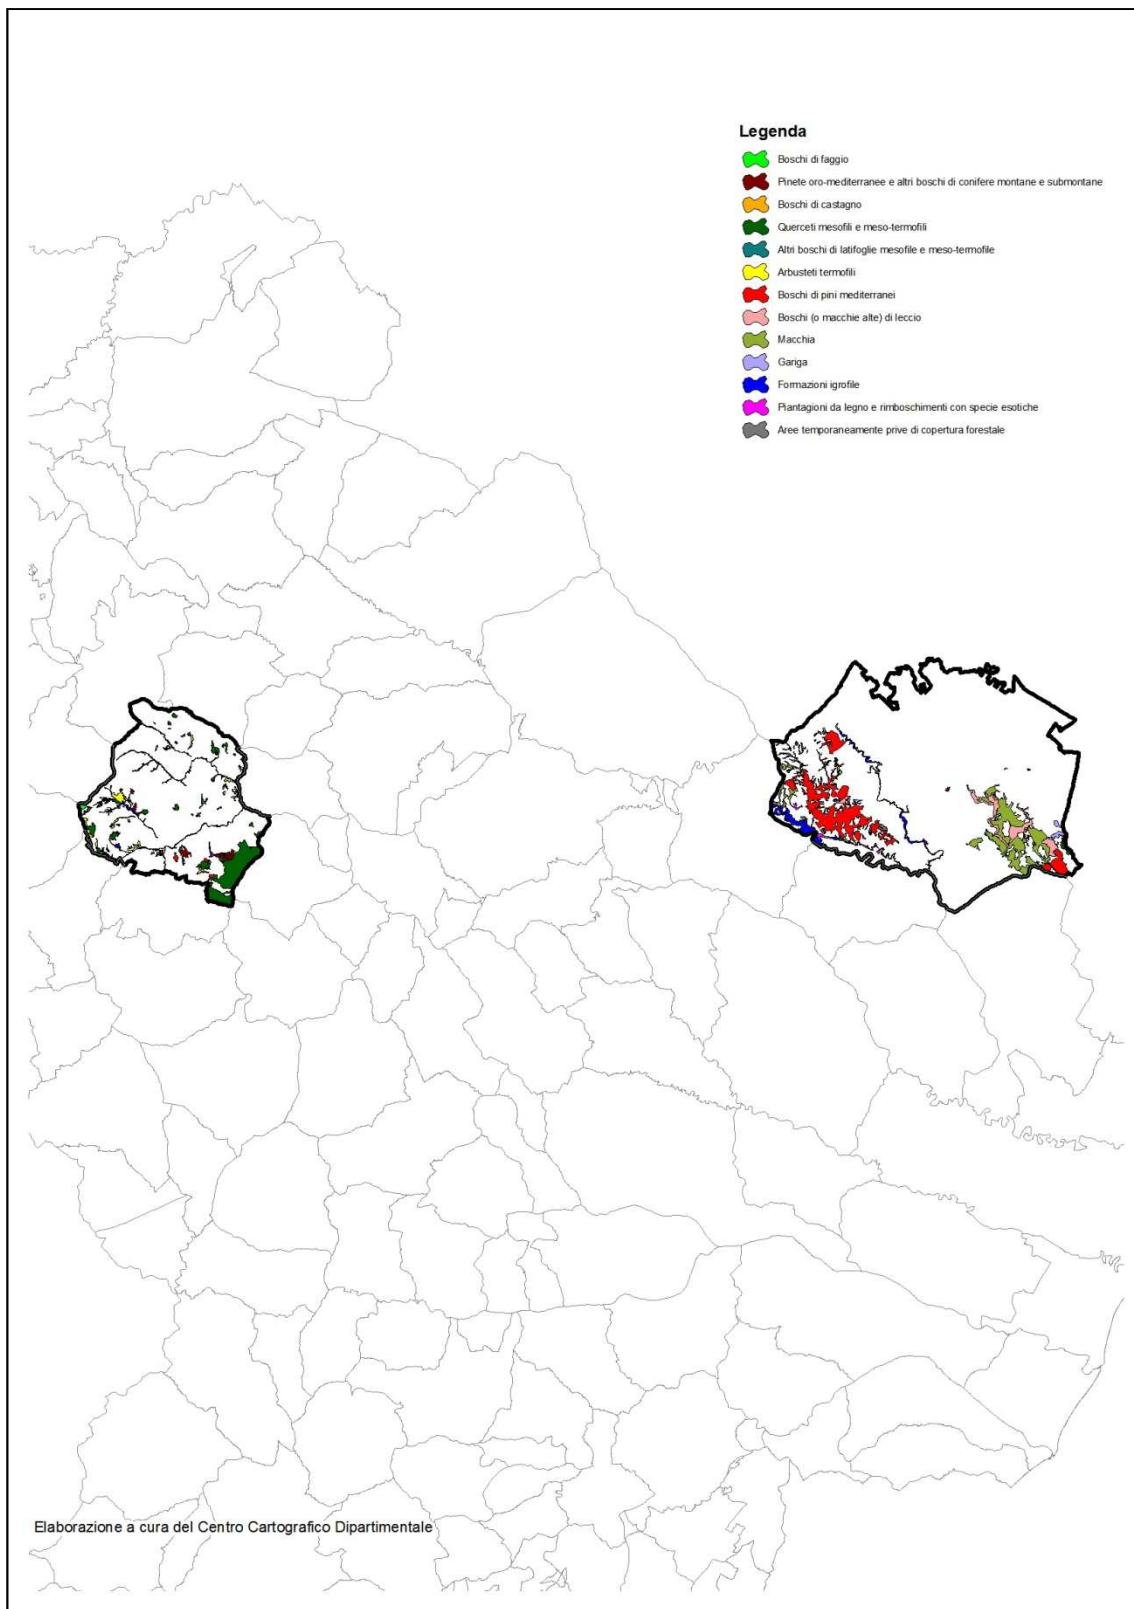 Legenda
Boschi di faggio
Pinete oro-mediterranee e altri boschi di conifere montane e submontane
Boschi di castagno
Querceti mesofili e meso-termofili
Altri boschi di latifoglie mesofile e meso-termofile
Arbusteti termofili
Boschi di pini mediterranei
Boschi (o macchie alte) di leccio
Macchia
Gariga
Formazioni igrofile
Piantagioni da legno e rimboschimenti con specie esotiche
Aree temporaneamente prive di copertura forestale
Elaborazione a cura del Centro Cartografico Dipartimentale